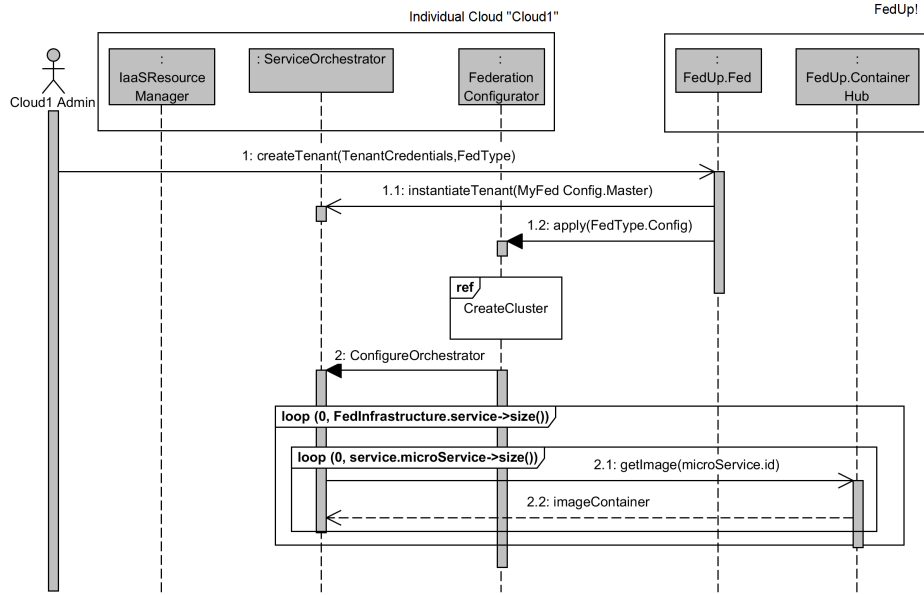 Individual Cloud "Cloud1"
FedUp!
:
IaaSResource
Manager
: ServiceOrchestrator
:
Federation
Configurator
:
FedUp.Fed
:
FedUp.Container
Hub
Cloud1 Admin
1: createTenant(TenantCredentials,FedType)
1.1: instantiateTenant(MyFed Config.Master)
1.2: apply(FedType.Config)
ref
CreateCluster
2: ConfigureOrchestrator
loop (0, FedInfrastructure.service->size())
loop (0, service.microService->size())
2.1: getImage(microService.id)
2.2: imageContainer